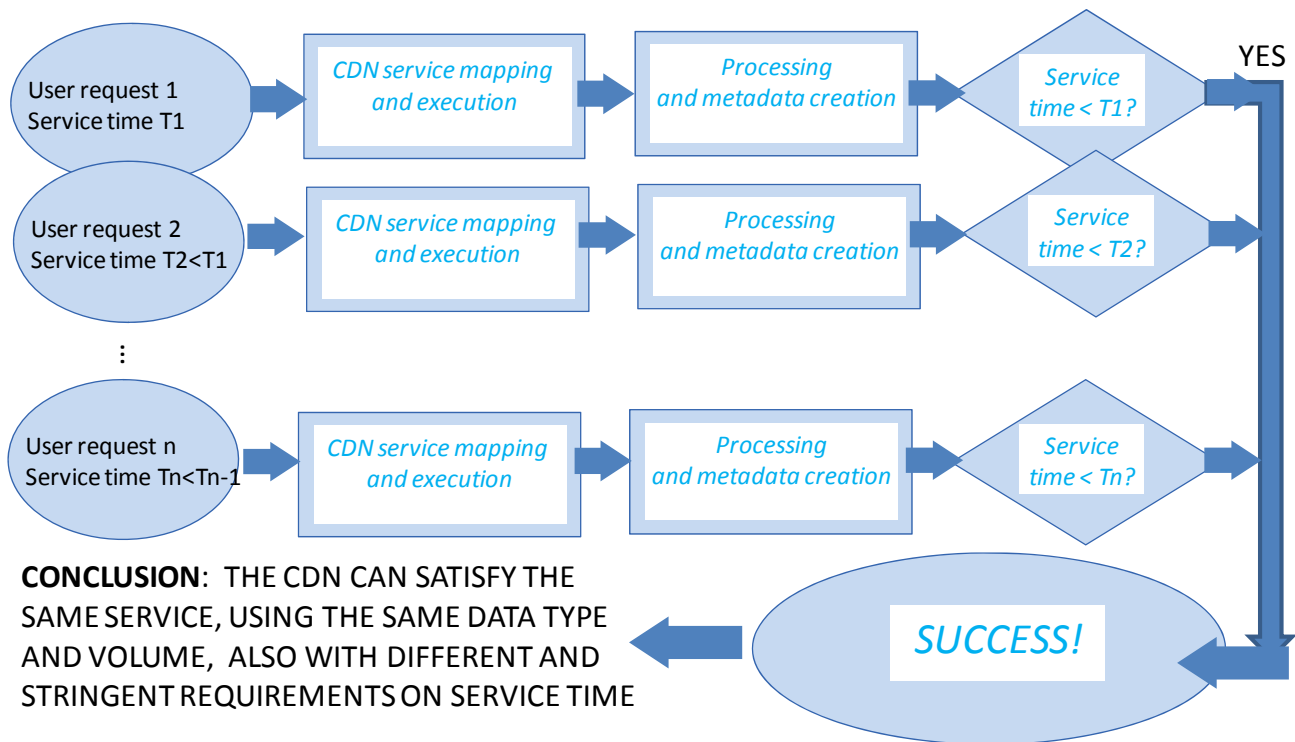 YES
User request 1
Service time T1
CDN service mapping
and execution
Processing
and metadata creation
Service
time < T1?
User request 2
Service time T2<T1
CDN service mapping
and execution
Processing
and metadata creation
Service
time < T2?
...
User request n
Service time Tn<Tn-1
CDN service mapping
and execution
Processing
and metadata creation
Service
time < Tn?
CONCLUSION: THE CDN CAN SATISFY THE
SAME SERVICE, USING THE SAME DATA TYPE
AND VOLUME, ALSO WITH DIFFERENT AND
STRINGENT REQUIREMENTS ON SERVICE TIME
SUCCESS!